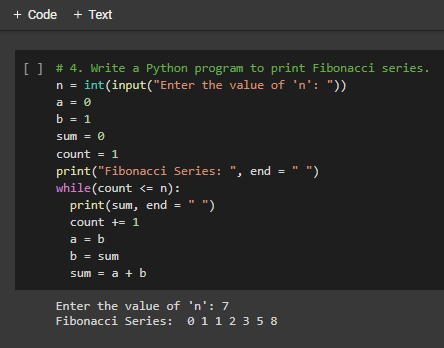 + Code + Text
[ ] # 4. Write a Python program to print Fibonacci series.
n = int(input("Enter the value of 'n': "))
a = 0
b = 1
sum = 0
count = 1
print("Fibonacci Series: ", end = " ")
while(count <= n):
  print(sum, end = " ")
  count += 1
  a = b
  b = sum
  sum = a + b
Enter the value of 'n': 7
Fibonacci Series:  0 1 1 2 3 5 8